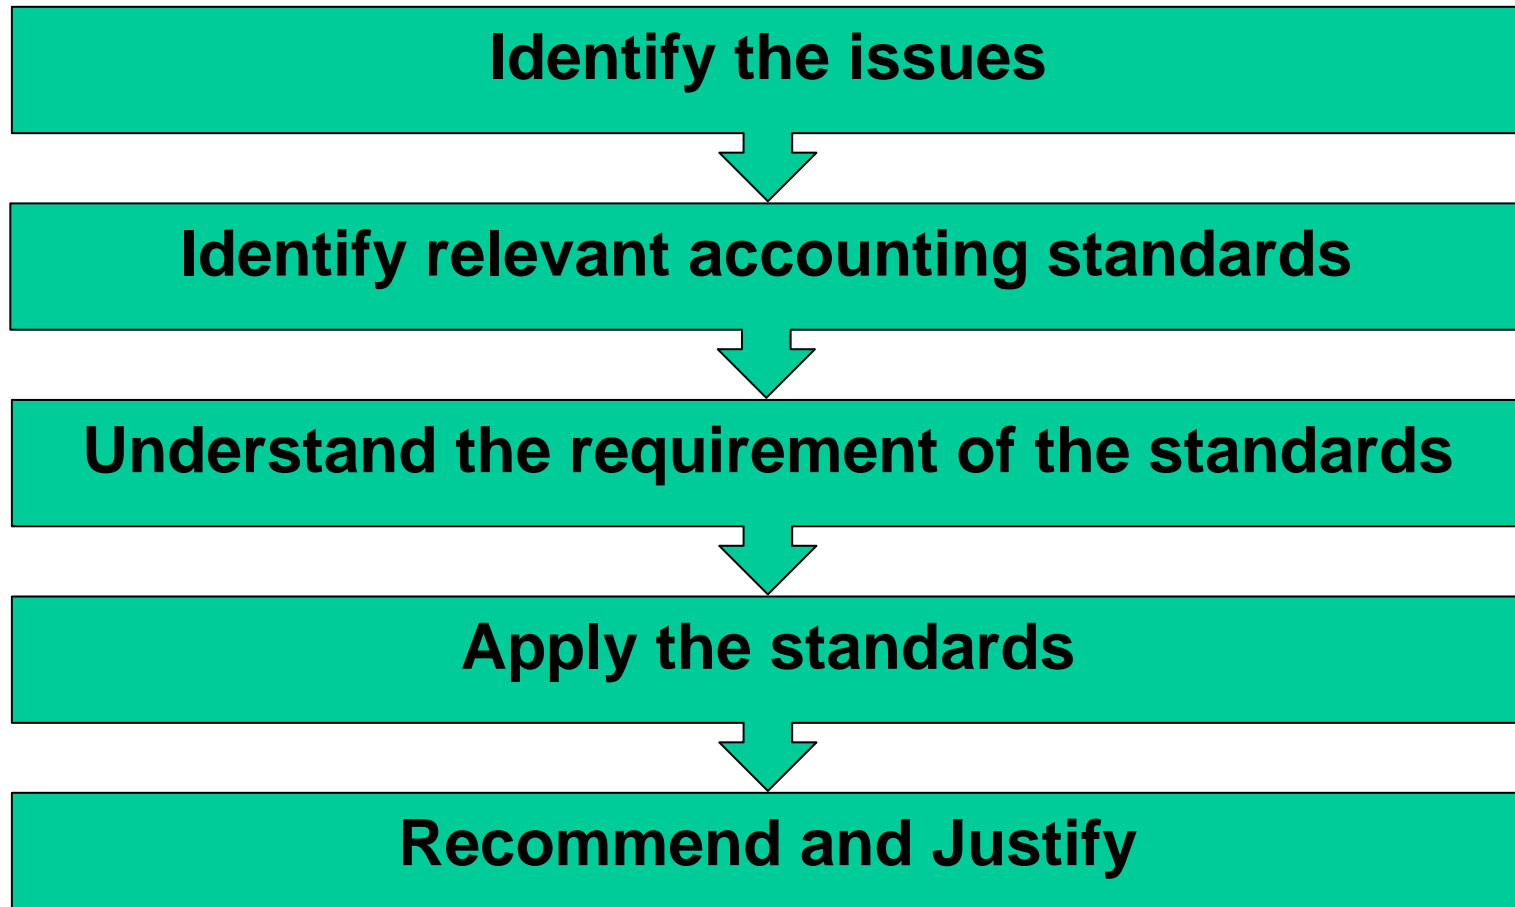 Identify the issues
Identify relevant accounting standards
Understand the requirement of the standards
Apply the standards
Recommend and Justify